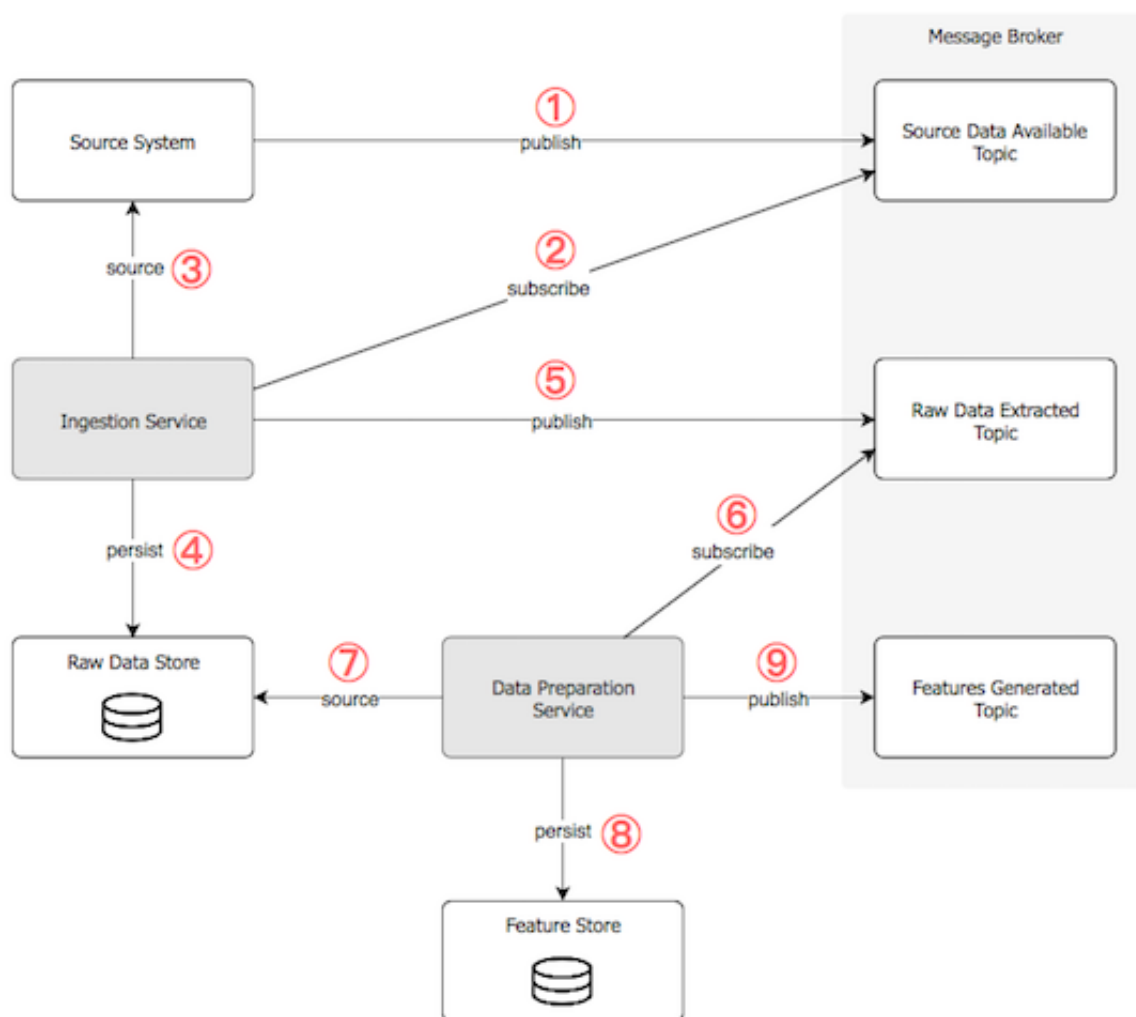 Message Broker
Source System
①
publish
Source Data Available
Topic
②
subscribe
source ③
Ingestion Service
⑤
publish
Raw Data Extracted
Topic
⑥
subscribe
persist ④
Raw Data Store
⑦
source
Data Preparation
Service
⑨
publish
Features Generated
Topic
persist ⑧
Feature Store